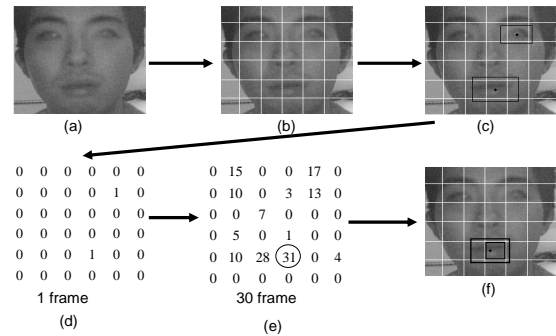 (a)
(b)
(c)
0 0 0 0 0 0
0 0 0 0 1 0
0 0 0 0 0 0
0 0 0 0 0 0
0 0 0 1 0 0
0 0 0 0 0 0
1 frame
(d)
0 15 0 0 17 0
0 10 0 3 13 0
0 0 7 0 0 0
0 5 0 1 0 0
0 10 28 31 0 4
0 0 0 0 0 0
30 frame
(e)
(f)